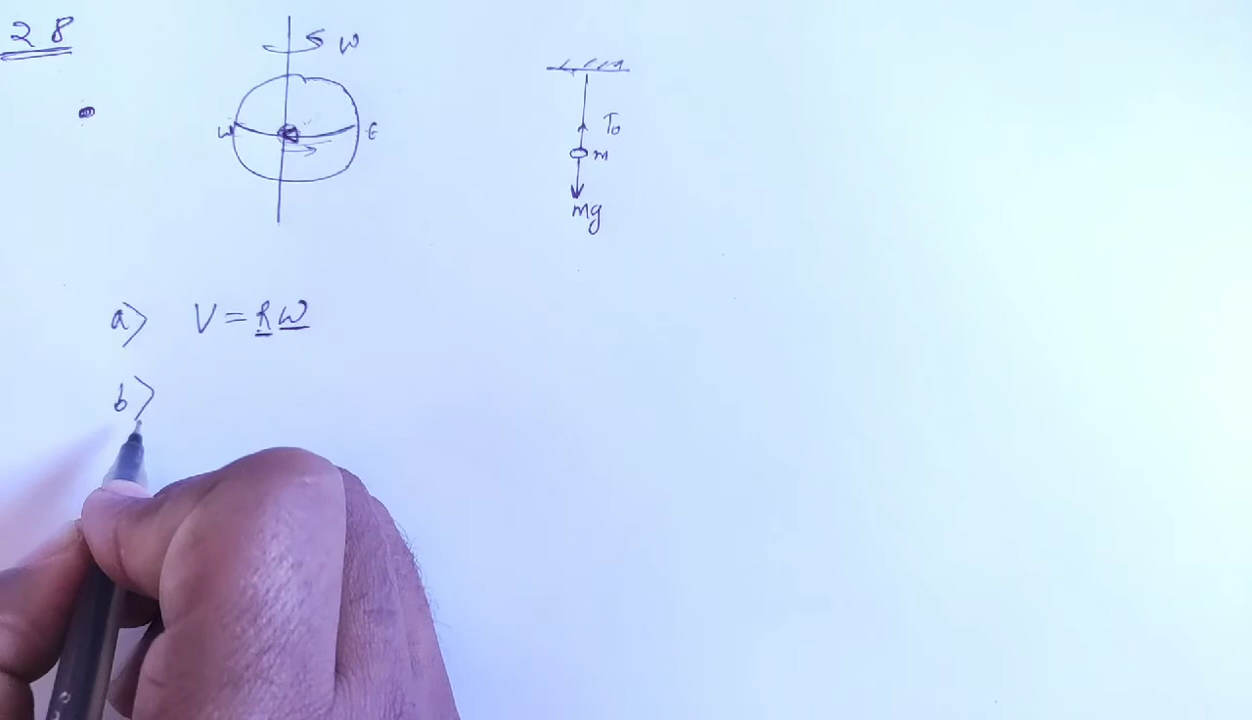 28
W
W E
T₀
m
mg
a) V = Rω
b)